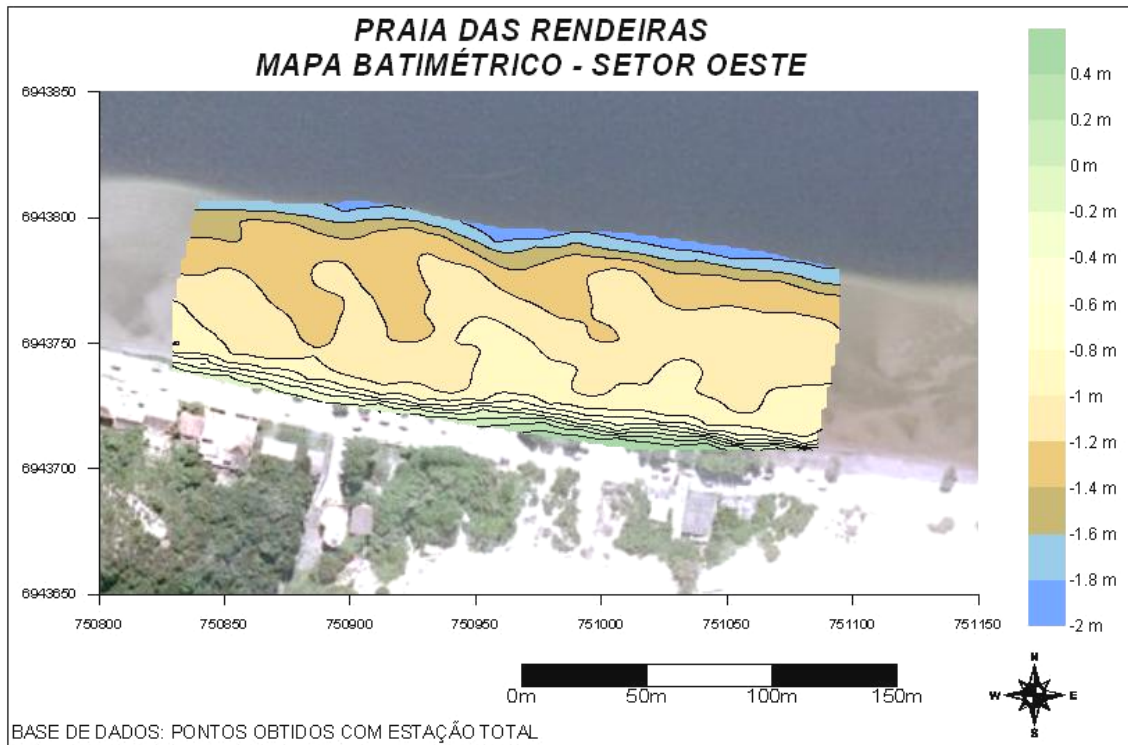 PRAIA DAS RENDEIRAS
MAPA BATIMÉTRICO - SETOR OESTE
6943850
6943800
6943750
6943700
6943650
750800 750850 750900 750950 751000 751050 751100 751150
0.4 m
0.2 m
0 m
-0.2 m
-0.4 m
-0.6 m
-0.8 m
-1 m
-1.2 m
-1.4 m
-1.6 m
-1.8 m
-2 m
0m 50m 100m 150m
N
W E
S
BASE DE DADOS: PONTOS OBTIDOS COM ESTAÇÃO TOTAL